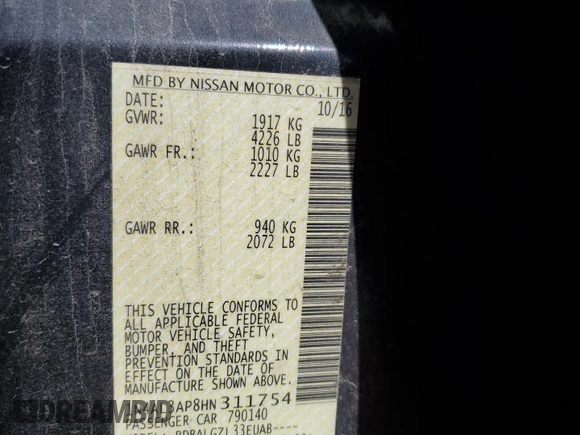 MFD BY NISSAN MOTOR CO., LTD.
DATE: 10/16
GVWR: 1917 KG
4226 LB
GAWR FR.: 1010 KG
2227 LB
GAWR RR.: 940 KG
2072 LB
THIS VEHICLE CONFORMS TO
ALL APPLICABLE FEDERAL
MOTOR VEHICLE SAFETY,
BUMPER, AND THEFT
PREVENTION STANDARDS IN
EFFECT ON THE DATE OF
MANUFACTURE SHOWN ABOVE.
3AP8HN 311754
PASSENGER CAR 790140
BDRALGZL33EUAB----
DREAMBID